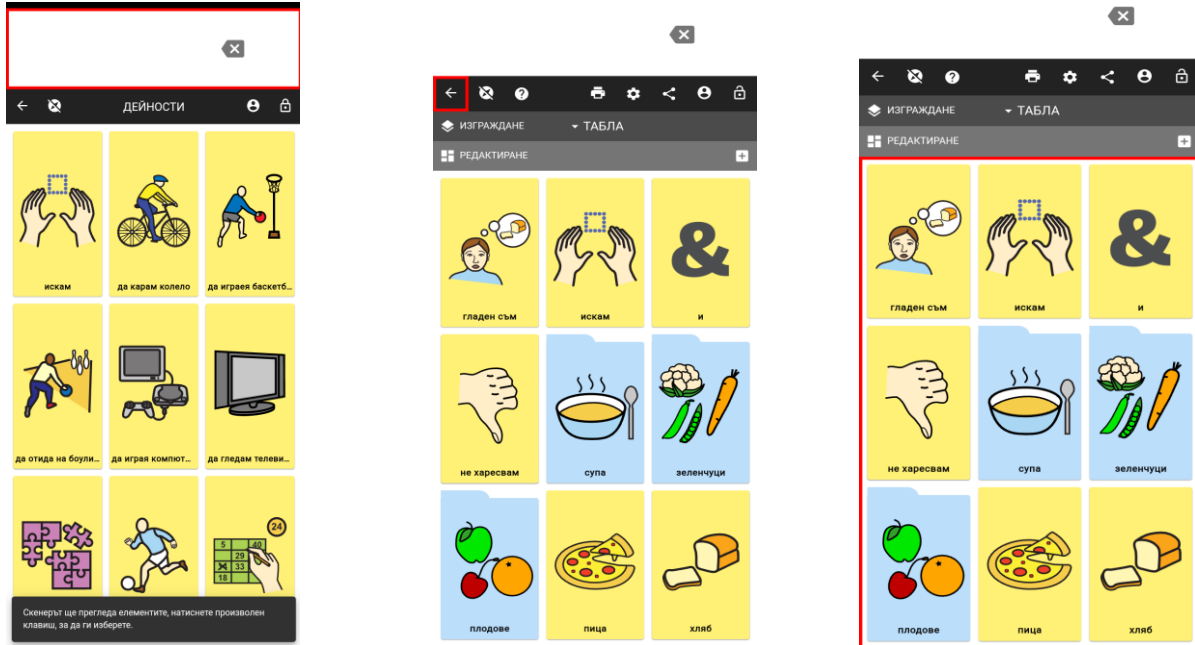 ДЕЙНОСТИ
искам
да карам колело
да играея баскетб...
да отида на боули...
да играя компют...
да гледам телеви...
5 40
29
33
18
24
Скенерът ще прегледа елементите, натиснете произволен
клавиш, за да ги изберете.
ИЗГРАЖДАНЕ
ТАБЛА
РЕДАКТИРАНЕ
гладен съм
искам
&
и
не харесвам
супа
зеленчуци
плодове
пица
хляб
ИЗГРАЖДАНЕ
ТАБЛА
РЕДАКТИРАНЕ
гладен съм
искам
&
и
не харесвам
супа
зеленчуци
плодове
пица
хляб